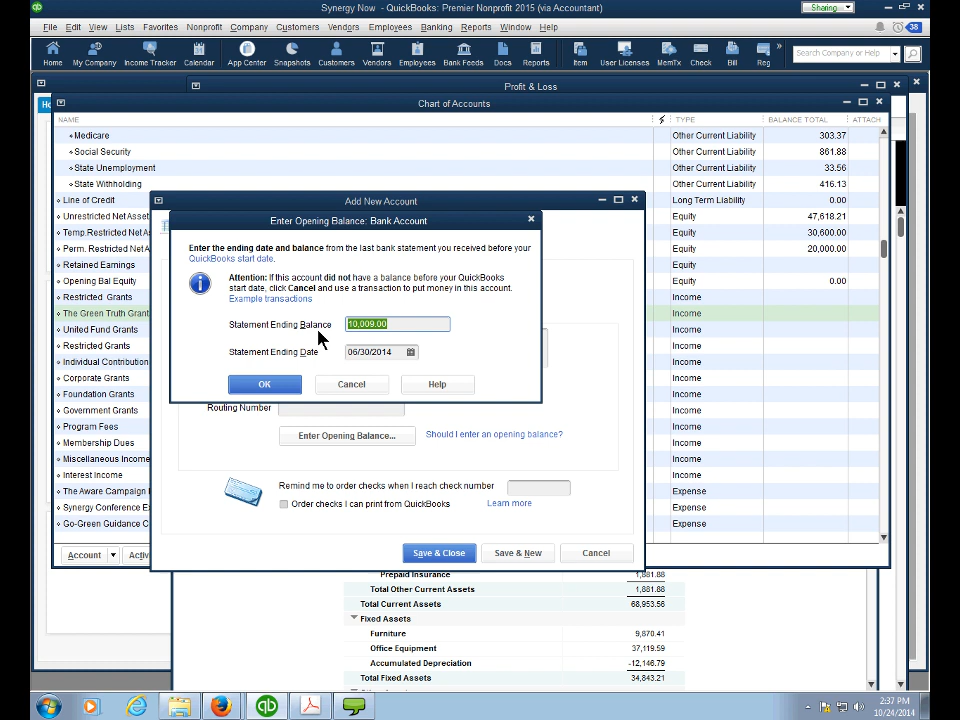 Synergy Now - QuickBooks: Premier Nonprofit 2015 (via Accountant)
Sharing
File Edit View Lists Favorites Nonprofit Company Customers Vendors Employees Banking Reports Window Help
38
Home My Company Income Tracker Calendar App Center Snapshots Customers Vendors Employees Bank Feeds Docs Reports Item User Licenses MemTx Check Bill Reg
Search Company or Help
Profit & Loss
Chart of Accounts
NAME TYPE BALANCE TOTAL ATTACH
Medicare Other Current Liability 303.37
Social Security Other Current Liability 861.88
State Unemployment Other Current Liability 33.56
State Withholding Other Current Liability 416.13
Line of Credit Long Term Liability 0.00
Unrestricted Net Asset Equity 47,618.21
Temp.Restricted Net A Equity 30,600.00
Perm. Restricted Net A Equity 20,000.00
Retained Earnings Equity
Opening Bal Equity Equity 0.00
Restricted Grants Income
The Green Truth Grant Income
United Fund Grants Income
Restricted Grants Income
Individual Contribution Income
Corporate Grants Income
Foundation Grants Income
Government Grants Income
Program Fees Income
Membership Dues Income
Miscellaneous Income Income
Interest Income Income
The Aware Campaign Expense
Synergy Conference Ex Expense
Go-Green Guidance C Expense
Account Activ
Add New Account
Enter Opening Balance: Bank Account
Enter the ending date and balance from the last bank statement you received before your
QuickBooks start date.
Attention: If this account did not have a balance before your QuickBooks
start date, click Cancel and use a transaction to put money in this account.
Example transactions
Statement Ending Balance 10,009.00
Statement Ending Date 06/30/2014
OK Cancel Help
Routing Number
Enter Opening Balance... Should I enter an opening balance?
Remind me to order checks when I reach check number
Order checks I can print from QuickBooks Learn more
Save & Close Save & New Cancel
Prepaid Insurance 1,881.88
Total Other Current Assets 1,881.88
Total Current Assets 68,953.56
Fixed Assets
Furniture 9,870.41
Office Equipment 37,119.59
Accumulated Depreciation -12,146.79
Total Fixed Assets 34,843.21
2:37 PM
10/24/2014